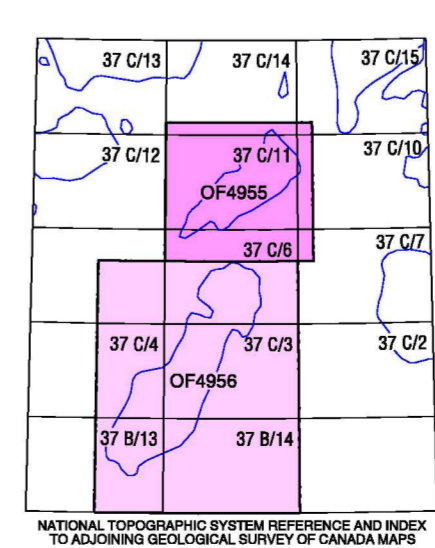 37 C/13
37 C/14
37 C/15
37 C/12
37 C/11
37 C/10
OF4955
37 C/6
37 C/7
37 C/4
37 C/3
37 C/2
OF4956
37 B/13
37 B/14
NATIONAL TOPOGRAPHIC SYSTEM REFERENCE AND INDEX
TO ADJOINING GEOLOGICAL SURVEY OF CANADA MAPS